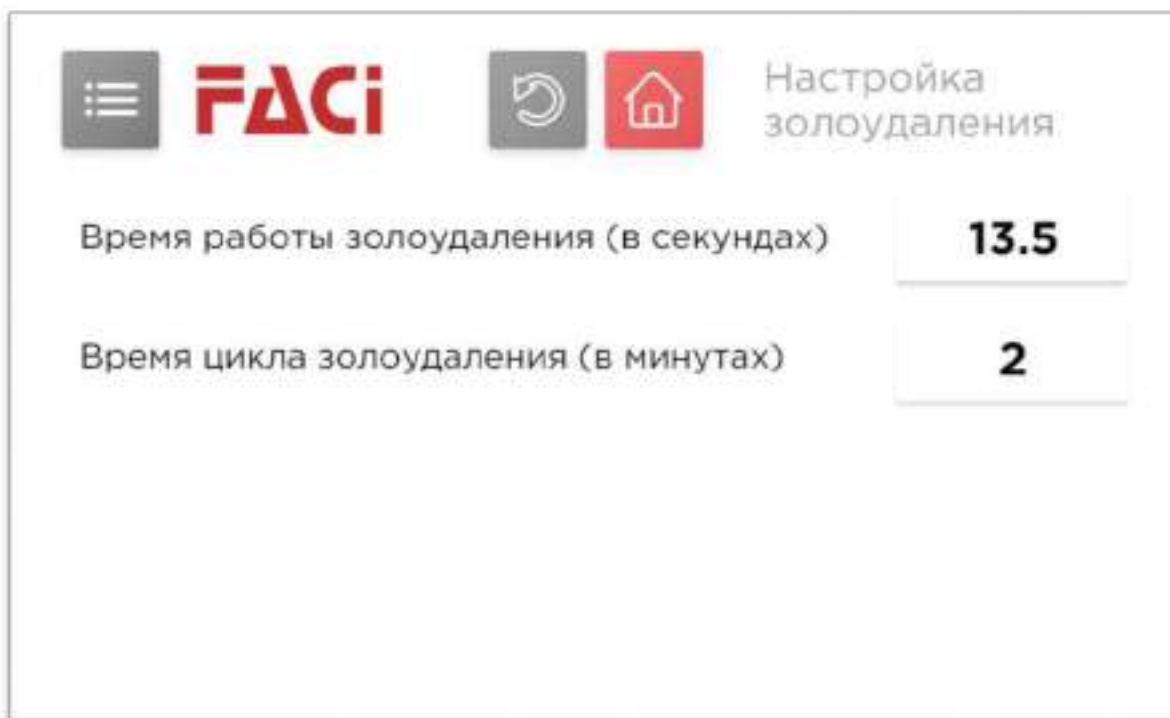 FACi
Настройка
золоудаления
Время работы золоудаления (в секундах)
13.5
Время цикла золоудаления (в минутах)
2